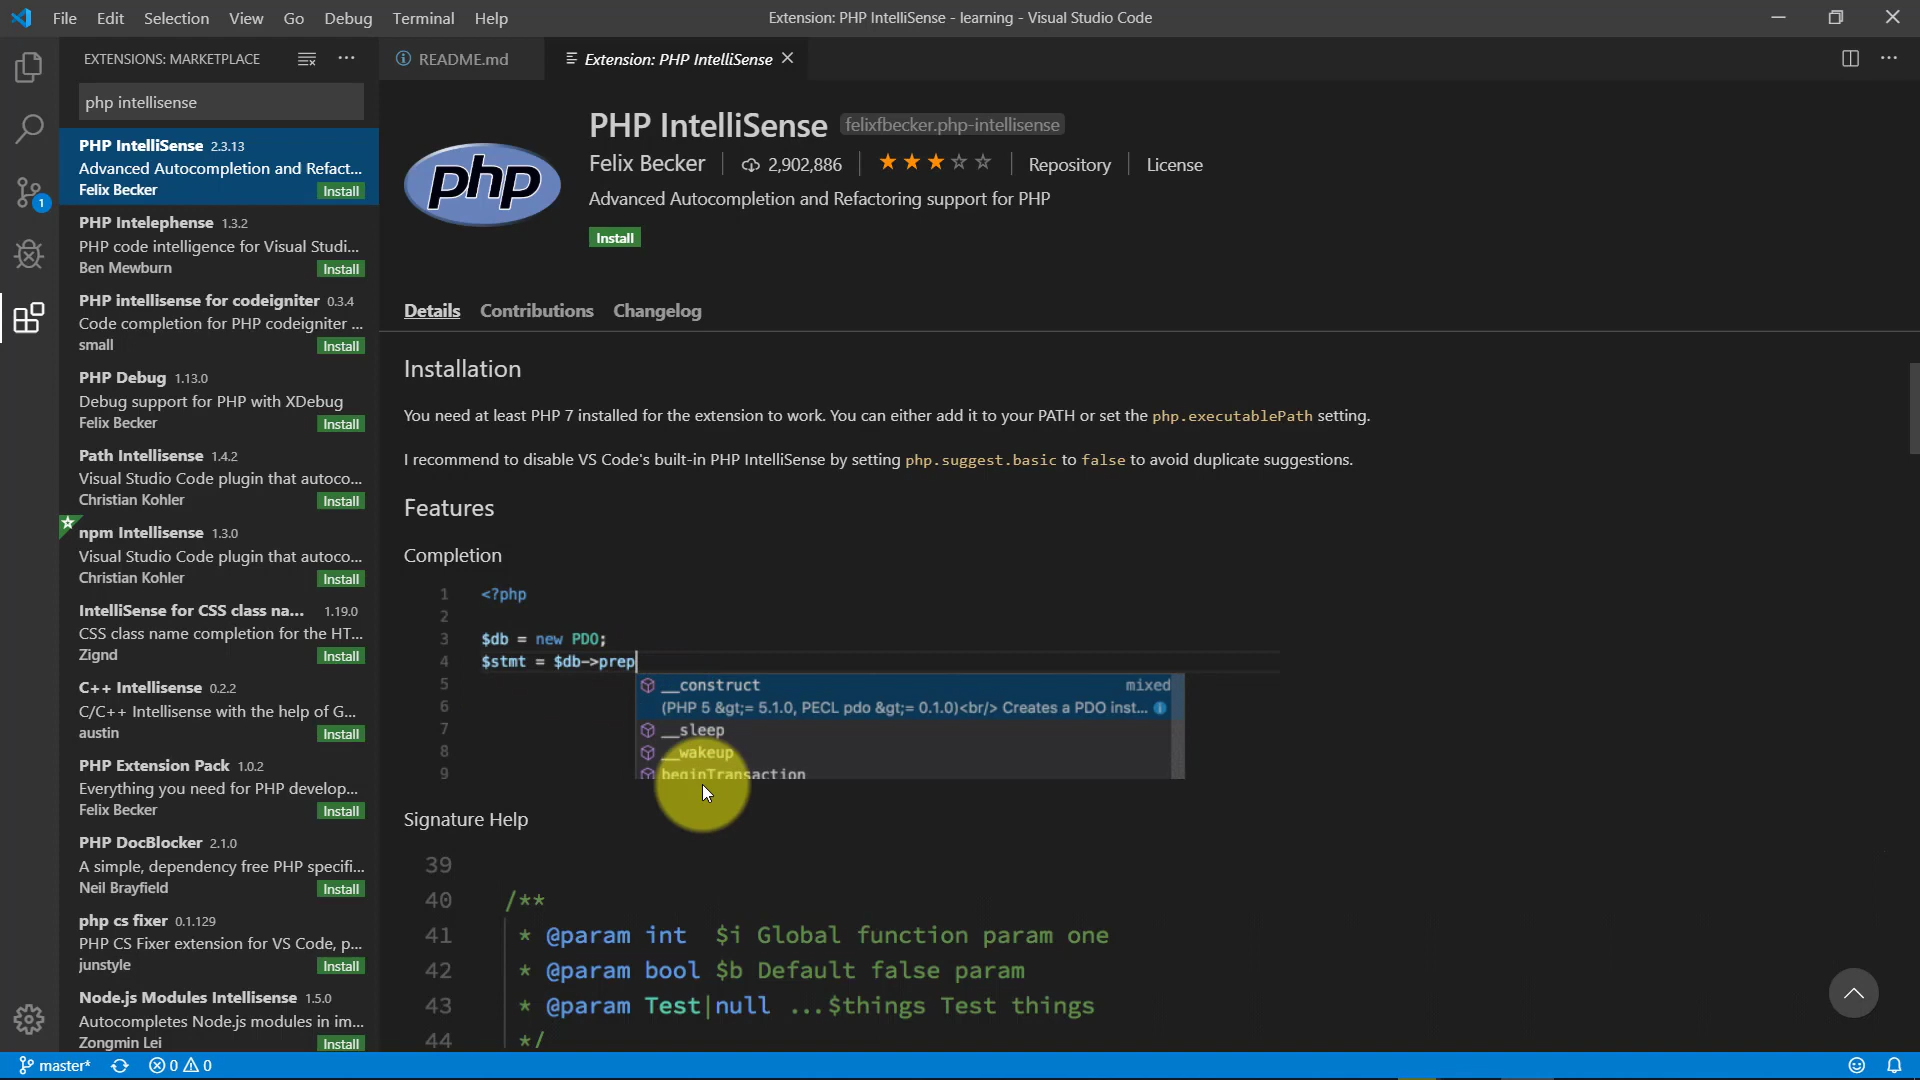 File Edit Selection View Go Debug Terminal Help
Extension: PHP IntelliSense - learning - Visual Studio Code
EXTENSIONS: MARKETPLACE
php intellisense
PHP IntelliSense 2.3.13
Advanced Autocompletion and Refact...
Felix Becker Install
PHP Intelephense 1.3.2
PHP code intelligence for Visual Studi...
Ben Mewburn Install
PHP intellisense for codeigniter 0.3.4
Code completion for PHP codeigniter ...
small Install
PHP Debug 1.13.0
Debug support for PHP with XDebug
Felix Becker Install
Path Intellisense 1.4.2
Visual Studio Code plugin that autoco...
Christian Kohler Install
npm Intellisense 1.3.0
Visual Studio Code plugin that autoco...
Christian Kohler Install
IntelliSense for CSS class na... 1.19.0
CSS class name completion for the HT...
Zignd Install
C++ Intellisense 0.2.2
C/C++ Intellisense with the help of G...
austin Install
PHP Extension Pack 1.0.2
Everything you need for PHP develop...
Felix Becker Install
PHP DocBlocker 2.1.0
A simple, dependency free PHP specifi...
Neil Brayfield Install
php cs fixer 0.1.129
PHP CS Fixer extension for VS Code, p...
junstyle Install
Node.js Modules Intellisense 1.5.0
Autocompletes Node.js modules in im...
Zongmin Lei Install
README.md
Extension: PHP IntelliSense
php
PHP IntelliSense felixfbecker.php-intellisense
Felix Becker 2,902,886 Repository License
Advanced Autocompletion and Refactoring support for PHP
Install
Details Contributions Changelog
Installation
You need at least PHP 7 installed for the extension to work. You can either add it to your PATH or set the php.executablePath setting.
I recommend to disable VS Code's built-in PHP IntelliSense by setting php.suggest.basic to false to avoid duplicate suggestions.
Features
Completion
1 <?php
2
3 $db = new PDO;
4 $stmt = $db->prep
5 __construct mixed
6 (PHP 5 &gt;= 5.1.0, PECL pdo &gt;= 0.1.0)<br/> Creates a PDO inst...
7 __sleep
8 __wakeup
9 beginTransaction
Signature Help
39
40 /**
41 * @param int $i Global function param one
42 * @param bool $b Default false param
43 * @param Test|null ...$things Test things
44 */
1
master* 0 0